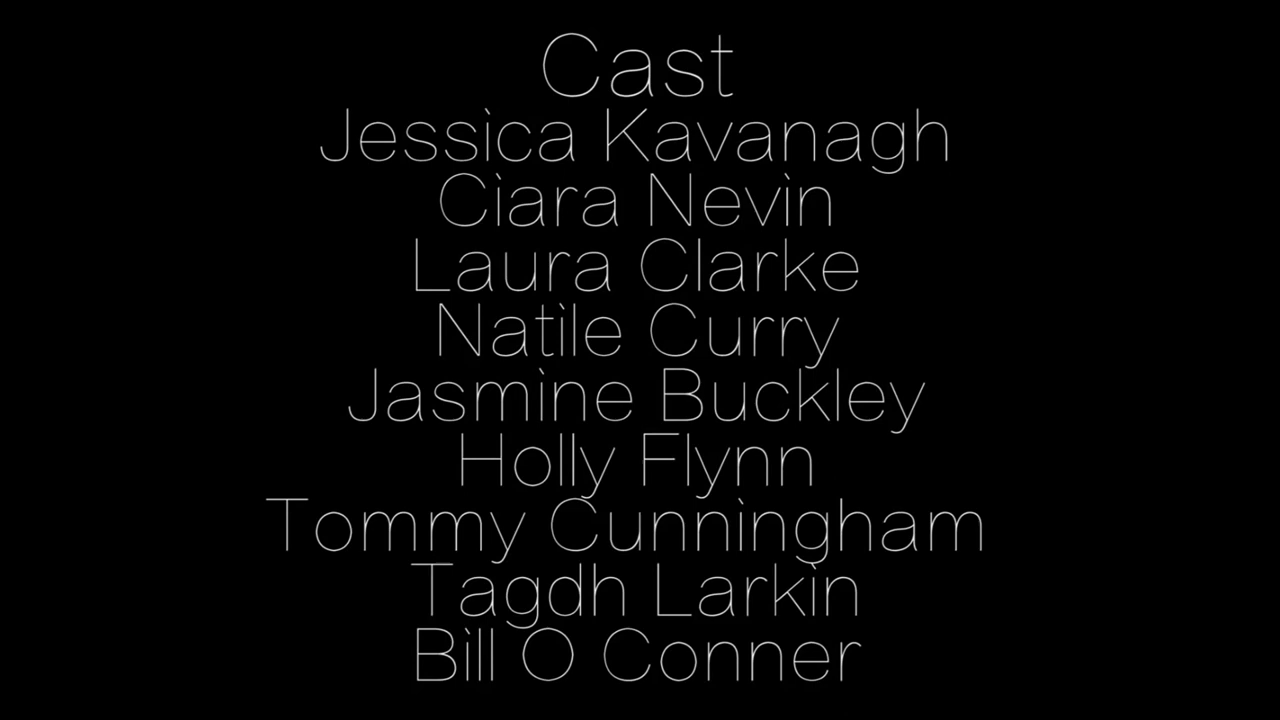 Cast
Jessica Kavanagh
Ciara Nevin
Laura Clarke
Natile Curry
Jasmine Buckley
Holly Flynn
Tommy Cunningham
Tagdh Larkin
Bill O Conner